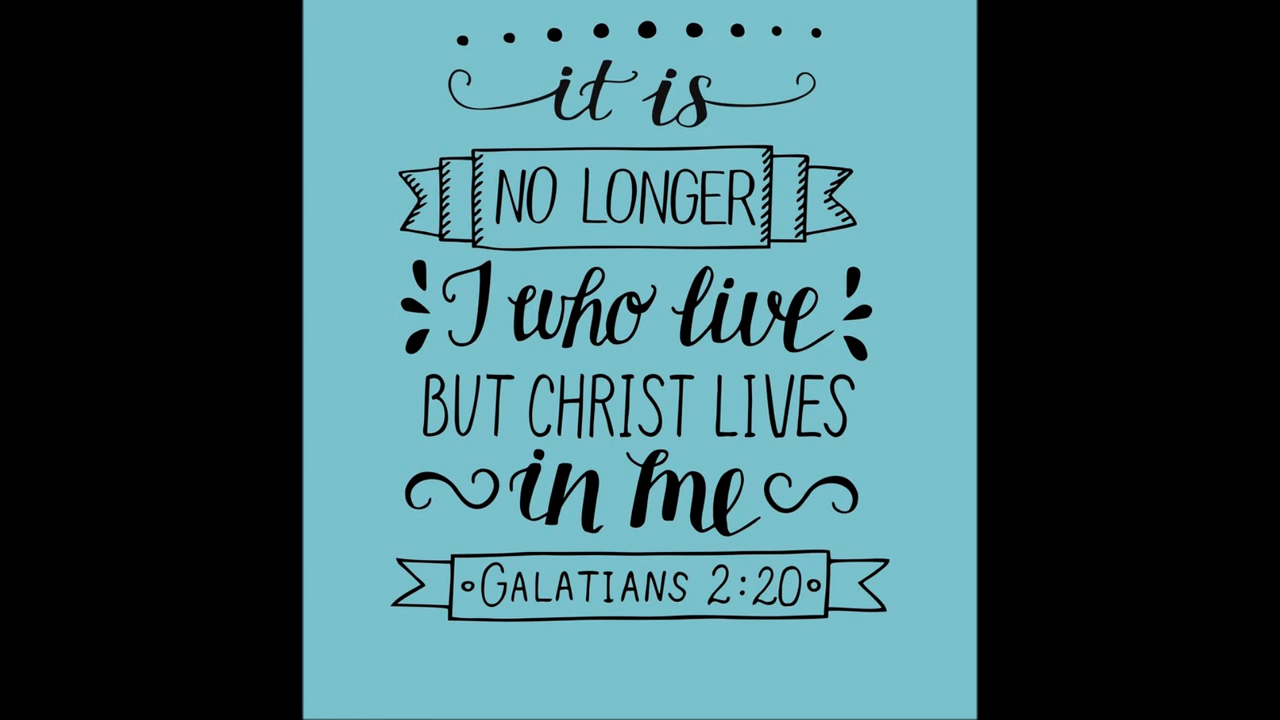 it is
NO LONGER
I who live
BUT CHRIST LIVES
in me
GALATIANS 2:20